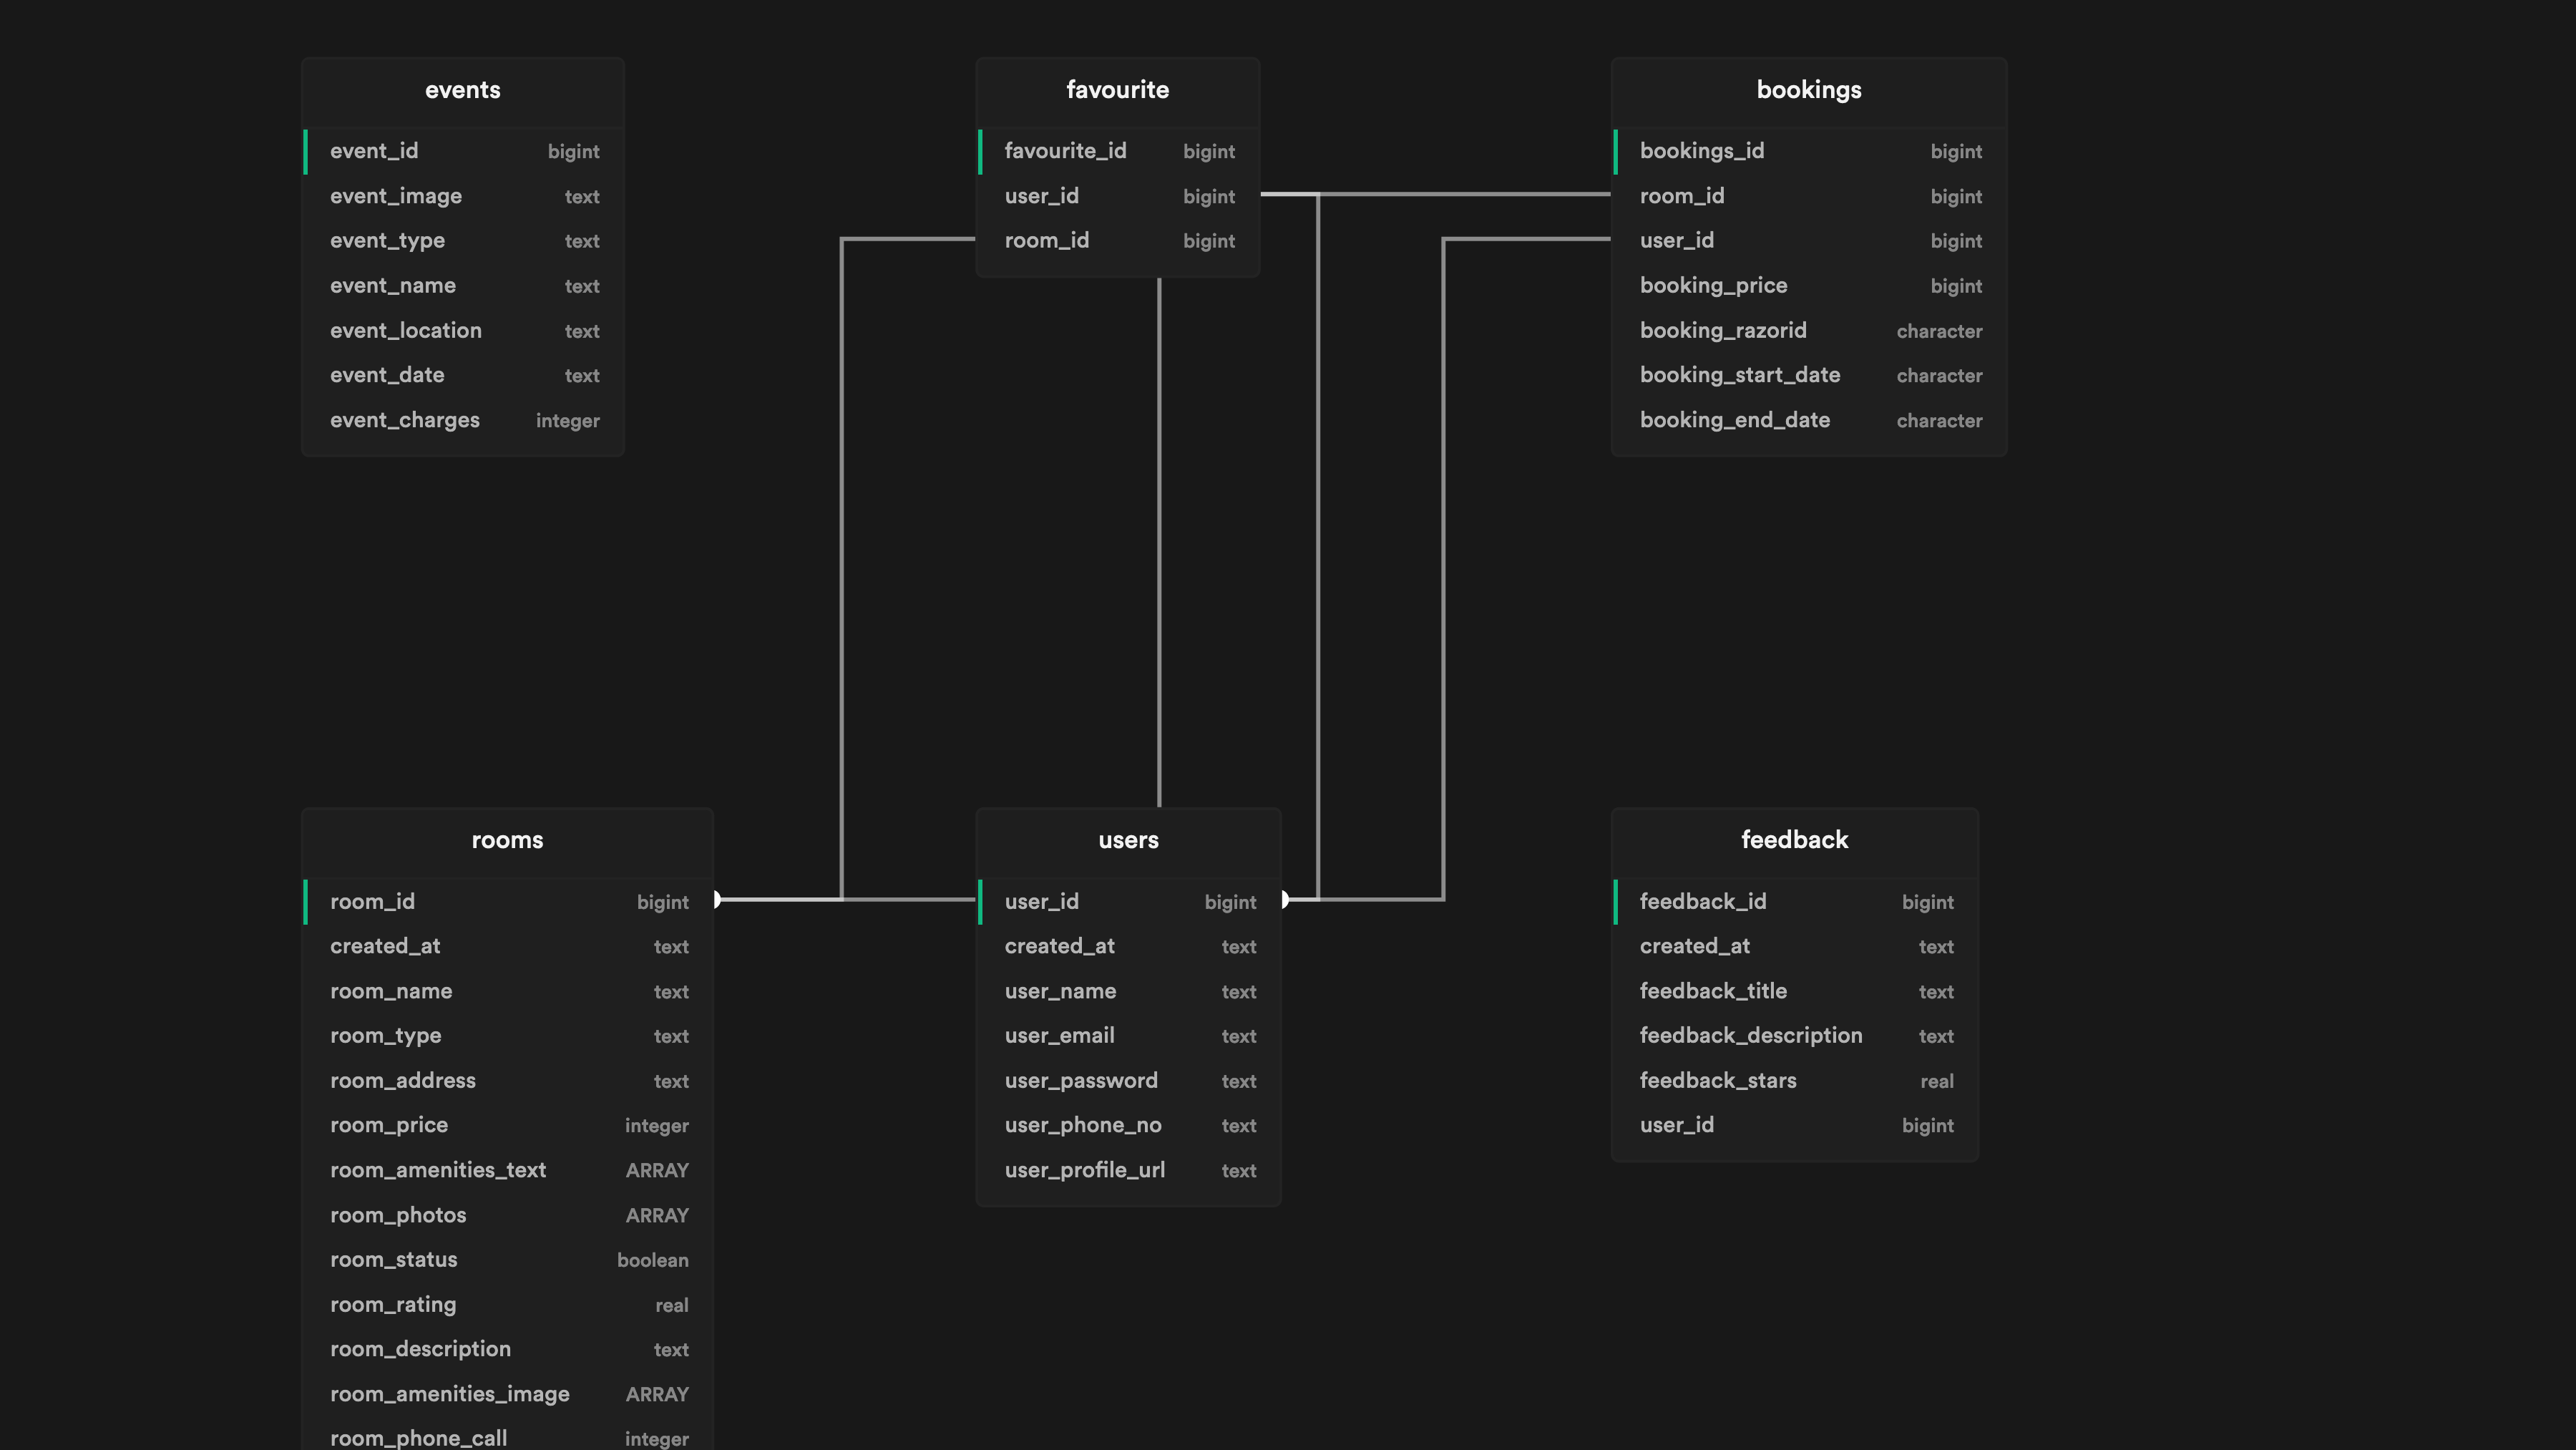 events
event_id bigint
event_image text
event_type text
event_name text
event_location text
event_date text
event_charges integer
favourite
favourite_id bigint
user_id bigint
room_id bigint
bookings
bookings_id bigint
room_id bigint
user_id bigint
booking_price bigint
booking_razorid character
booking_start_date character
booking_end_date character
rooms
room_id bigint
created_at text
room_name text
room_type text
room_address text
room_price integer
room_amenities_text ARRAY
room_photos ARRAY
room_status boolean
room_rating real
room_description text
room_amenities_image ARRAY
room_phone_call integer
users
user_id bigint
created_at text
user_name text
user_email text
user_password text
user_phone_no text
user_profile_url text
feedback
feedback_id bigint
created_at text
feedback_title text
feedback_description text
feedback_stars real
user_id bigint